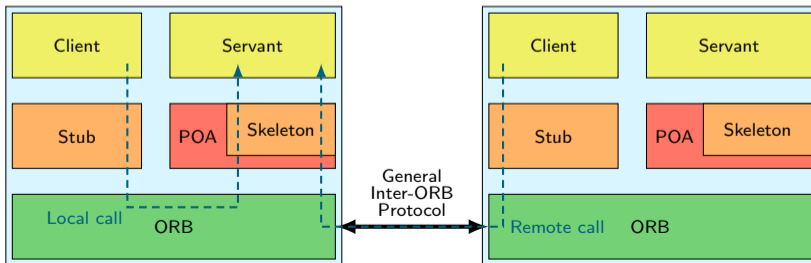 Client
Servant
Stub
POA
Skeleton
Local call
ORB
General
Inter-ORB
Protocol
Client
Servant
Stub
POA
Skeleton
Remote call
ORB